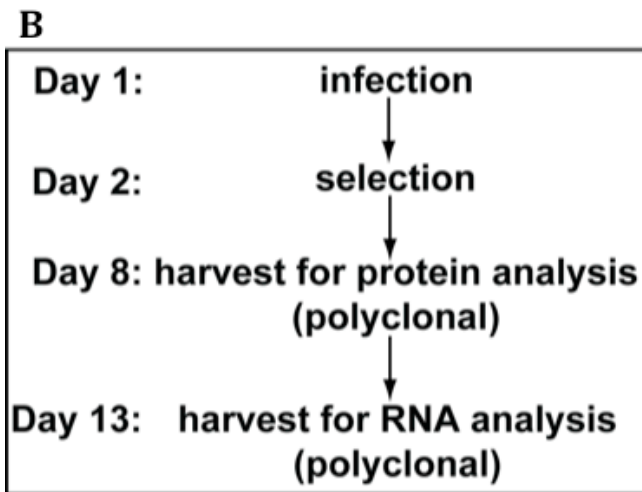 B
Day 1: infection
Day 2: selection
Day 8: harvest for protein analysis
(polyclonal)
Day 13: harvest for RNA analysis
(polyclonal)